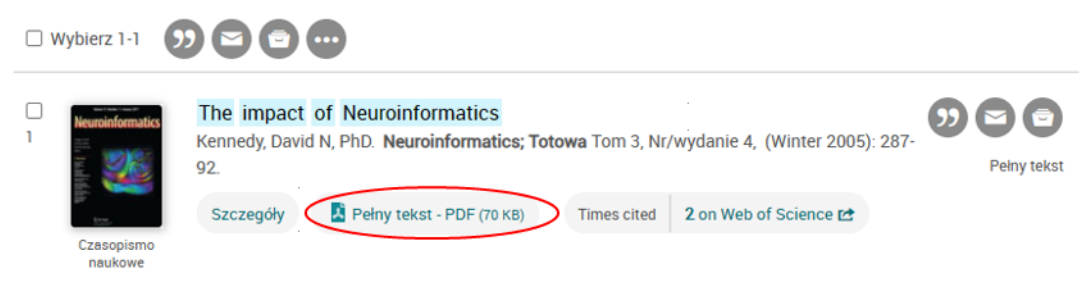 Wybierz 1-1
1
Neuroinformatics
The impact of Neuroinformatics
Kennedy, David N, PhD. Neuroinformatics; Totowa Tom 3, Nr/wydanie 4, (Winter 2005): 287-
92.
Pełny tekst
Szczegóły
Pełny tekst - PDF (70 KB)
Times cited
2 on Web of Science
Czasopismo
naukowe